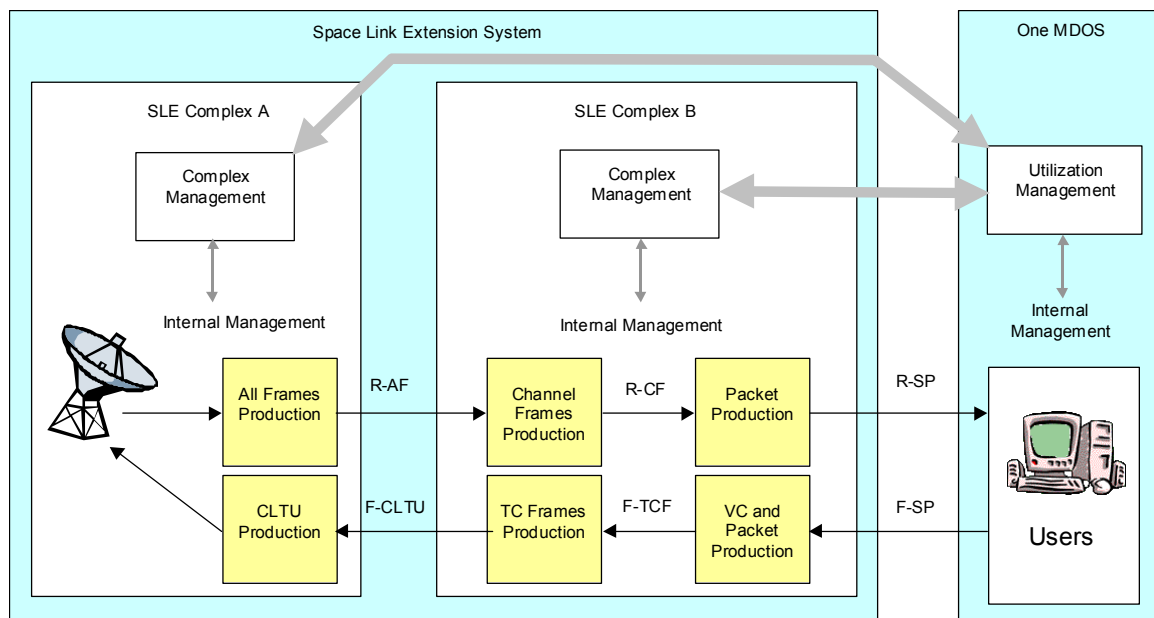 Space Link Extension System
One MDOS
SLE Complex A
SLE Complex B
Complex
Management
Complex
Management
Utilization
Management
Internal Management
Internal Management
Internal
Management
All Frames
Production
R-AF
Channel
Frames
Production
R-CF
Packet
Production
R-SP
CLTU
Production
F-CLTU
TC Frames
Production
F-TCF
VC and
Packet
Production
F-SP
Users